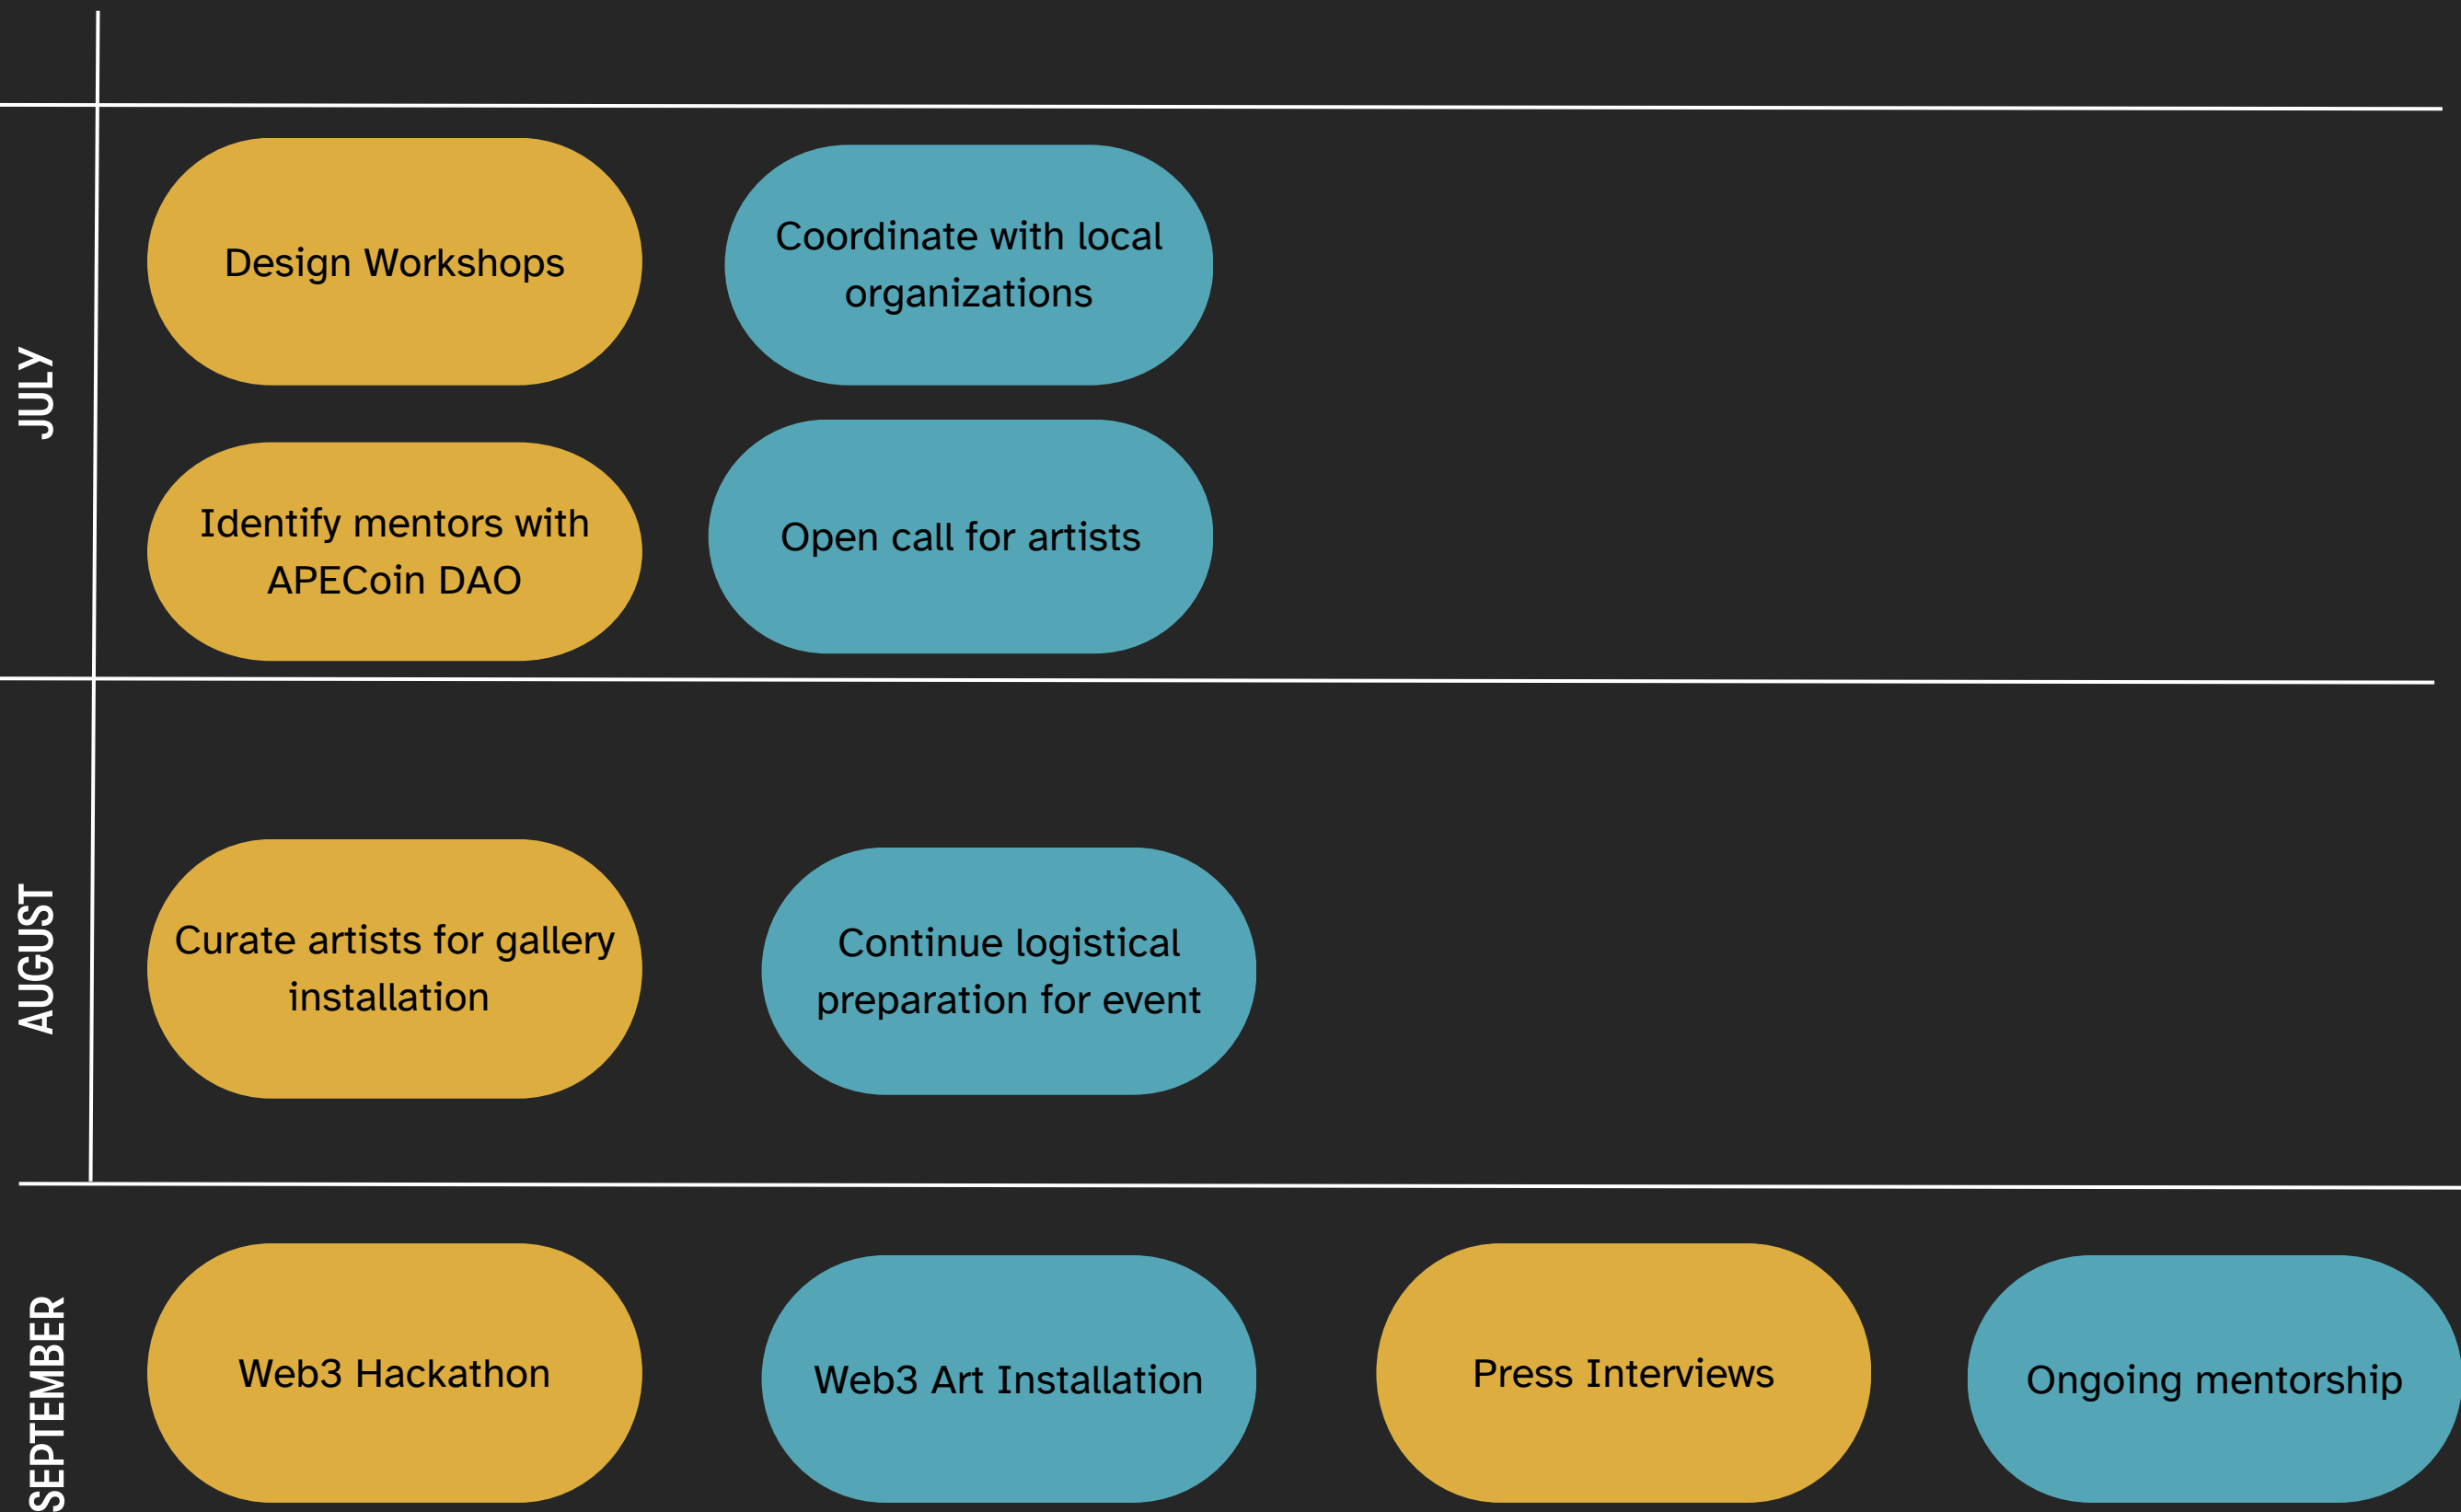 JULY
Design Workshops
Coordinate with local
organizations
Identify mentors with
APECoin DAO
Open call for artists
AUGUST
Curate artists for gallery
installation
Continue logistical
preparation for event
SEPTEMBER
Web3 Hackathon
Web3 Art Installation
Press Interviews
Ongoing mentorship